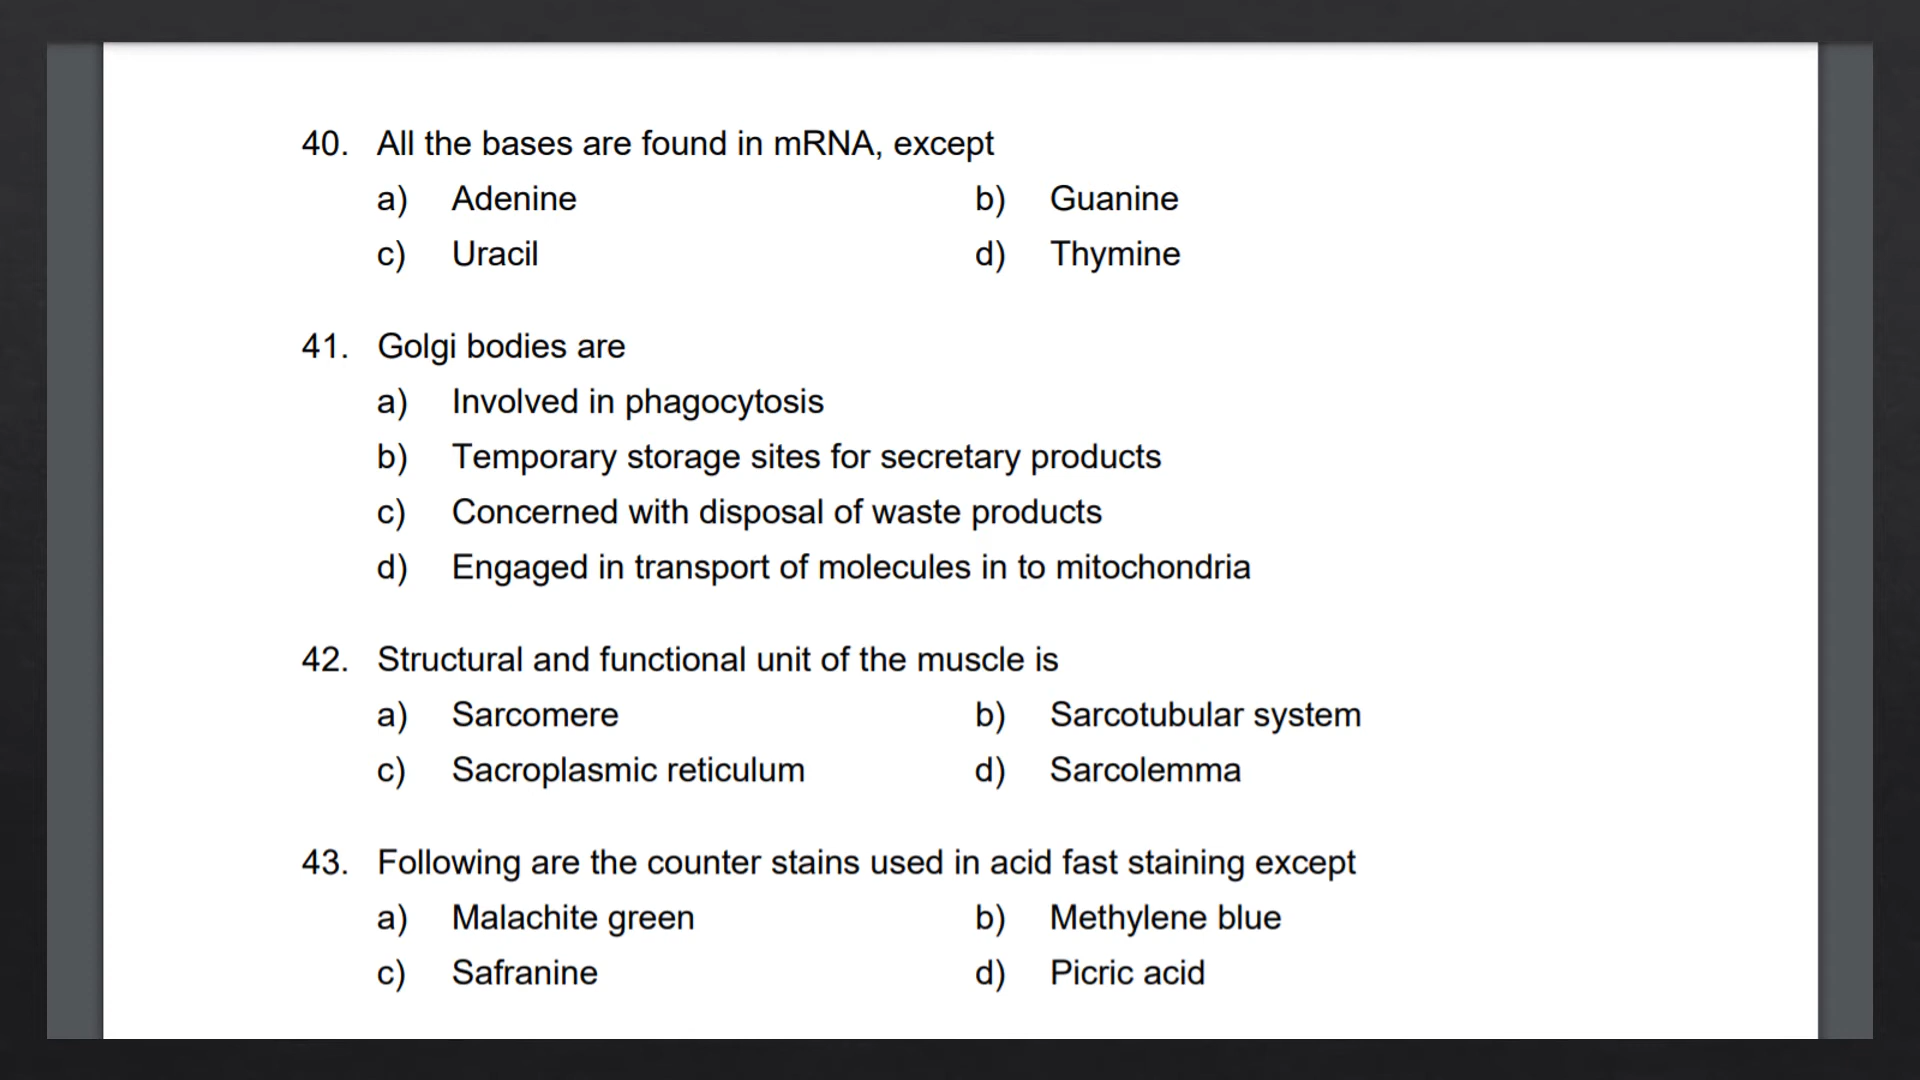 40. All the bases are found in mRNA, except
a) Adenine b) Guanine
c) Uracil d) Thymine
41. Golgi bodies are
a) Involved in phagocytosis
b) Temporary storage sites for secretary products
c) Concerned with disposal of waste products
d) Engaged in transport of molecules in to mitochondria
42. Structural and functional unit of the muscle is
a) Sarcomere b) Sarcotubular system
c) Sacroplasmic reticulum d) Sarcolemma
43. Following are the counter stains used in acid fast staining except
a) Malachite green b) Methylene blue
c) Safranine d) Picric acid